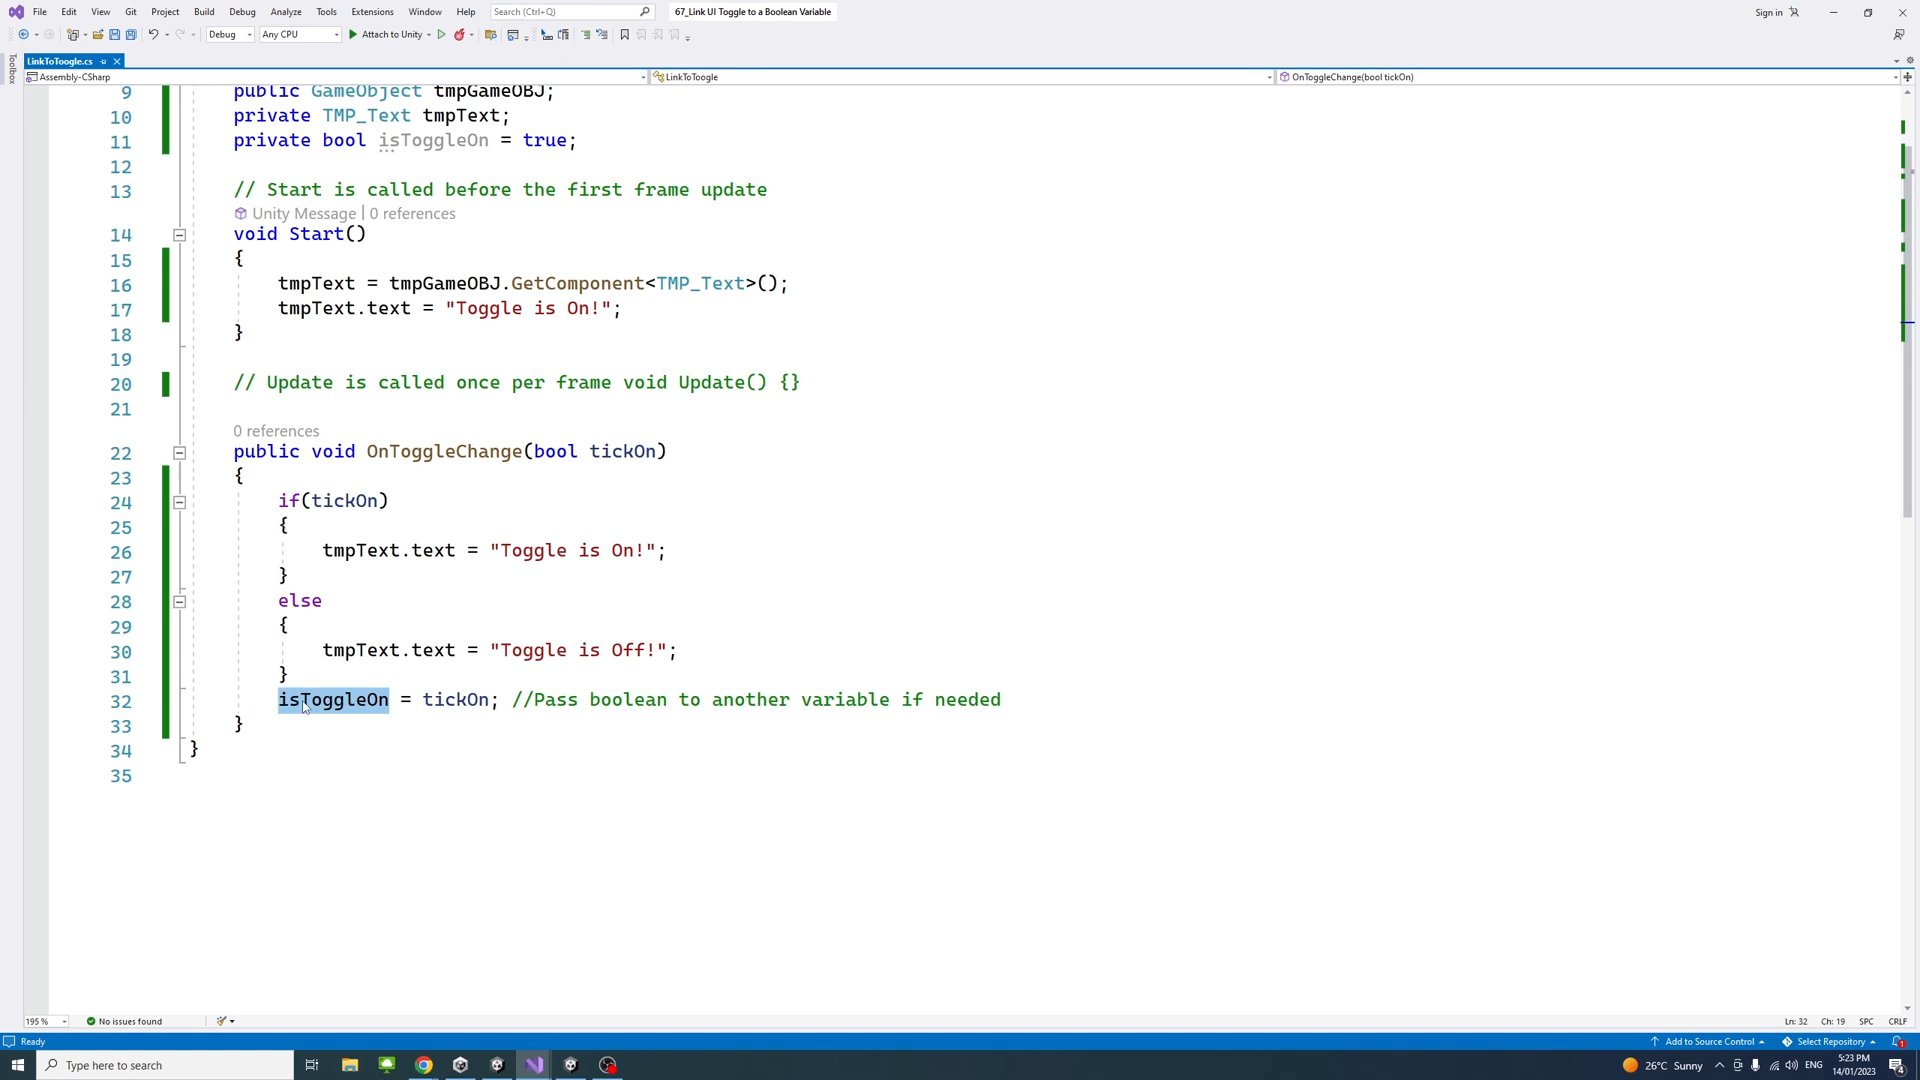 File Edit View Git Project Build Debug Analyze Tools Extensions Window Help Search (Ctrl+Q) 67_Link UI Toggle to a Boolean Variable Sign in
Debug Any CPU Attach to Unity
Toolbox
LinkToToogle.cs
Assembly-CSharp LinkToToogle OnToggleChange(bool tickOn)
9 public GameObject tmpGameOBJ;
10 private TMP_Text tmpText;
11 private bool isToggleOn = true;
12
13 // Start is called before the first frame update
Unity Message | 0 references
14 void Start()
15 {
16 tmpText = tmpGameOBJ.GetComponent<TMP_Text>();
17 tmpText.text = "Toggle is On!";
18 }
19
20 // Update is called once per frame void Update() {}
21
0 references
22 public void OnToggleChange(bool tickOn)
23 {
24 if(tickOn)
25 {
26 tmpText.text = "Toggle is On!";
27 }
28 else
29 {
30 tmpText.text = "Toggle is Off!";
31 }
32 isToggleOn = tickOn; //Pass boolean to another variable if needed
33 }
34 }
35
195 % No issues found Ln: 32 Ch: 19 SPC CRLF
Ready Add to Source Control Select Repository 1
Type here to search 26°C Sunny ENG 5:23 PM 14/01/2023 4